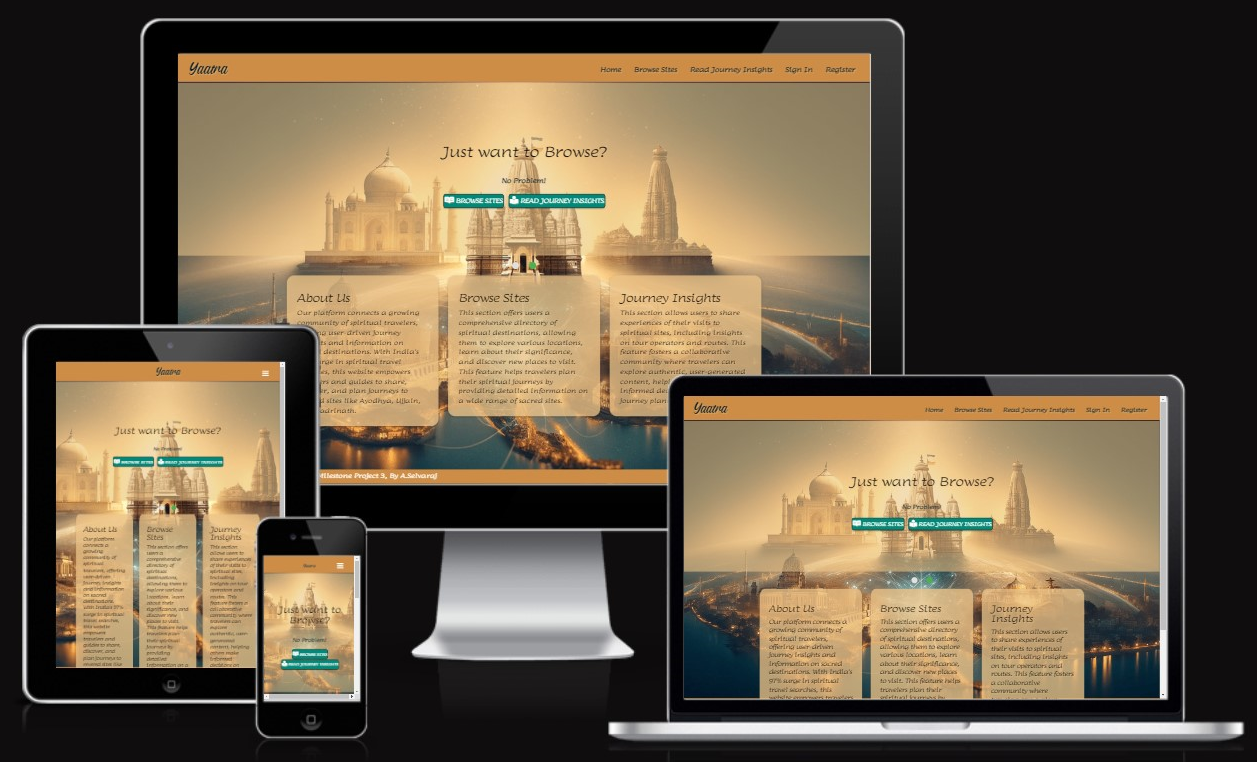 Yaatra
Home Browse Sites Read Journey Insights Sign In Register
Just want to Browse?
No Problem!
BROWSE SITES READ JOURNEY INSIGHTS
About Us
Our platform connects a growing
community of spiritual travelers,
ng user-driven journey
ts and information on
destinations. With India's
rge in spiritual travel
es, this website empowers
rs and guides to share,
er, and plan journeys to
d sites like Ayodhya, Ujjain,
adrinath.
Browse Sites
This section offers users a
comprehensive directory of
spiritual destinations, allowing
them to explore various locations,
learn about their significance,
and discover new places to visit.
This feature helps travelers plan
their spiritual journeys by
providing detailed information on
a wide range of sacred sites.
Journey Insights
This section allows users to share
experiences of their visits to
spiritual sites, including insights
on tour operators and routes. This
feature fosters a collaborative
community where travelers can
explore authentic, user-generated
content, help
informed de
journey plan
Milestone Project 3, By A.Selvaraj
Yaatra
Just want to Browse?
No Problem!
BROWSE SITES READ JOURNEY INSIGHTS
About Us
Our platform
connects a
growing
community of
spiritual
travelers, offering
user-driven
journey insights
and information
on sacred
destinations.
With India's 97%
surge in spiritual
travel searches,
this website
empowers
travelers and
guides to share,
discover, and
plan journeys to
Browse
Sites
This section offers
users a
comprehensive
directory of
spiritual
destinations,
allowing them to
explore various
locations, learn
about their
significance, and
discover new
places to visit.
This feature helps
travelers plan
their spiritual
journeys by
providing
detailed
information on a
Journey
Insights
This section
allows users to
share experiences
of their visits to
spiritual sites,
including
insights on tour
operators and
routes. This
feature fosters a
collaborative
community where
travelers can
explore
authentic, user-
generated
content, helping
others make
informed
decisions on
Yaatra
Just want to
Browse?
No Problem!
BROWSE SITES
READ JOURNEY INSIGHTS
Yaatra
Home Browse Sites Read Journey Insights Sign In Register
Just want to Browse?
No Problem!
BROWSE SITES READ JOURNEY INSIGHTS
About Us
Our platform connects a
growing community of
spiritual travelers,
offering user-driven
journey insights and
information on sacred
destinations. With India's
97% surge in spiritual
travel searches, this
website empowers travelers
Browse Sites
This section offers users a
comprehensive directory of
spiritual destinations,
allowing them to explore
various locations, learn
about their significance,
and discover new places
to visit. This feature helps
travelers plan their
spiritual journeys by
Journey
Insights
This section allows users
to share experiences of
their visits to spiritual
sites, including insights
on tour operators and
routes. This feature fosters
a collaborative
community where